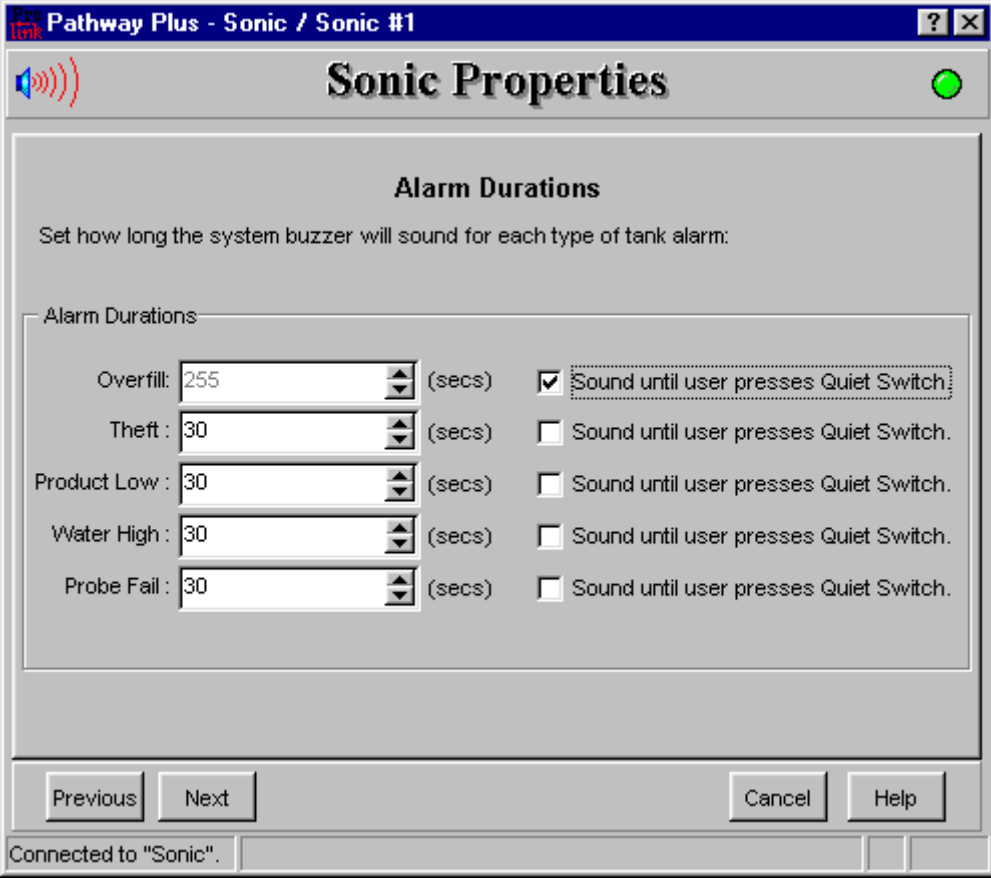 Pro
link
Pathway Plus - Sonic / Sonic #1
Sonic Properties
Alarm Durations
Set how long the system buzzer will sound for each type of tank alarm:
Alarm Durations
Overfill: 255 (secs) Sound until user presses Quiet Switch.
Theft : 30 (secs) Sound until user presses Quiet Switch.
Product Low : 30 (secs) Sound until user presses Quiet Switch.
Water High : 30 (secs) Sound until user presses Quiet Switch.
Probe Fail : 30 (secs) Sound until user presses Quiet Switch.
Previous Next Cancel Help
Connected to "Sonic".